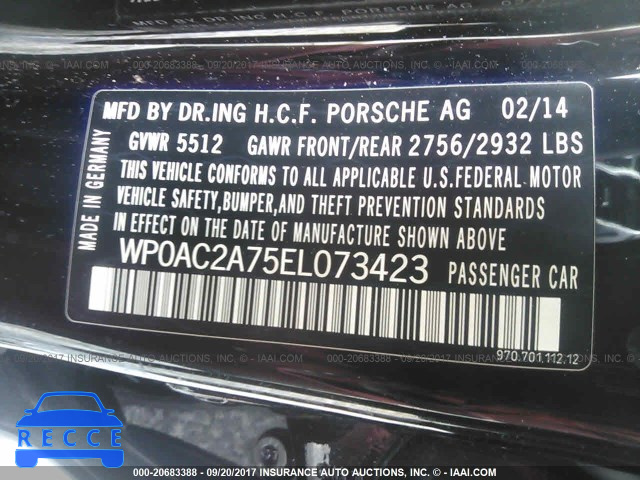 MFD BY DR.ING H.C.F. PORSCHE AG 02/14
GVWR 5512 GAWR FRONT/REAR 2756/2932 LBS
THIS VEHICLE CONFORMS TO ALL APPLICABLE U.S.FEDERAL MOTOR
VEHICLE SAFETY,BUMPER,AND THEFT PREVENTION STANDARDS
IN EFFECT ON THE DATE OF MANUFACTURE SHOWN ABOVE
MADE IN GERMANY
WP0AC2A75EL073423 PASSENGER CAR
970.701.112.12
RECCE
000-20683388 - 09/20/2017 INSURANCE AUTO AUCTIONS, INC. - © IAAI.COM